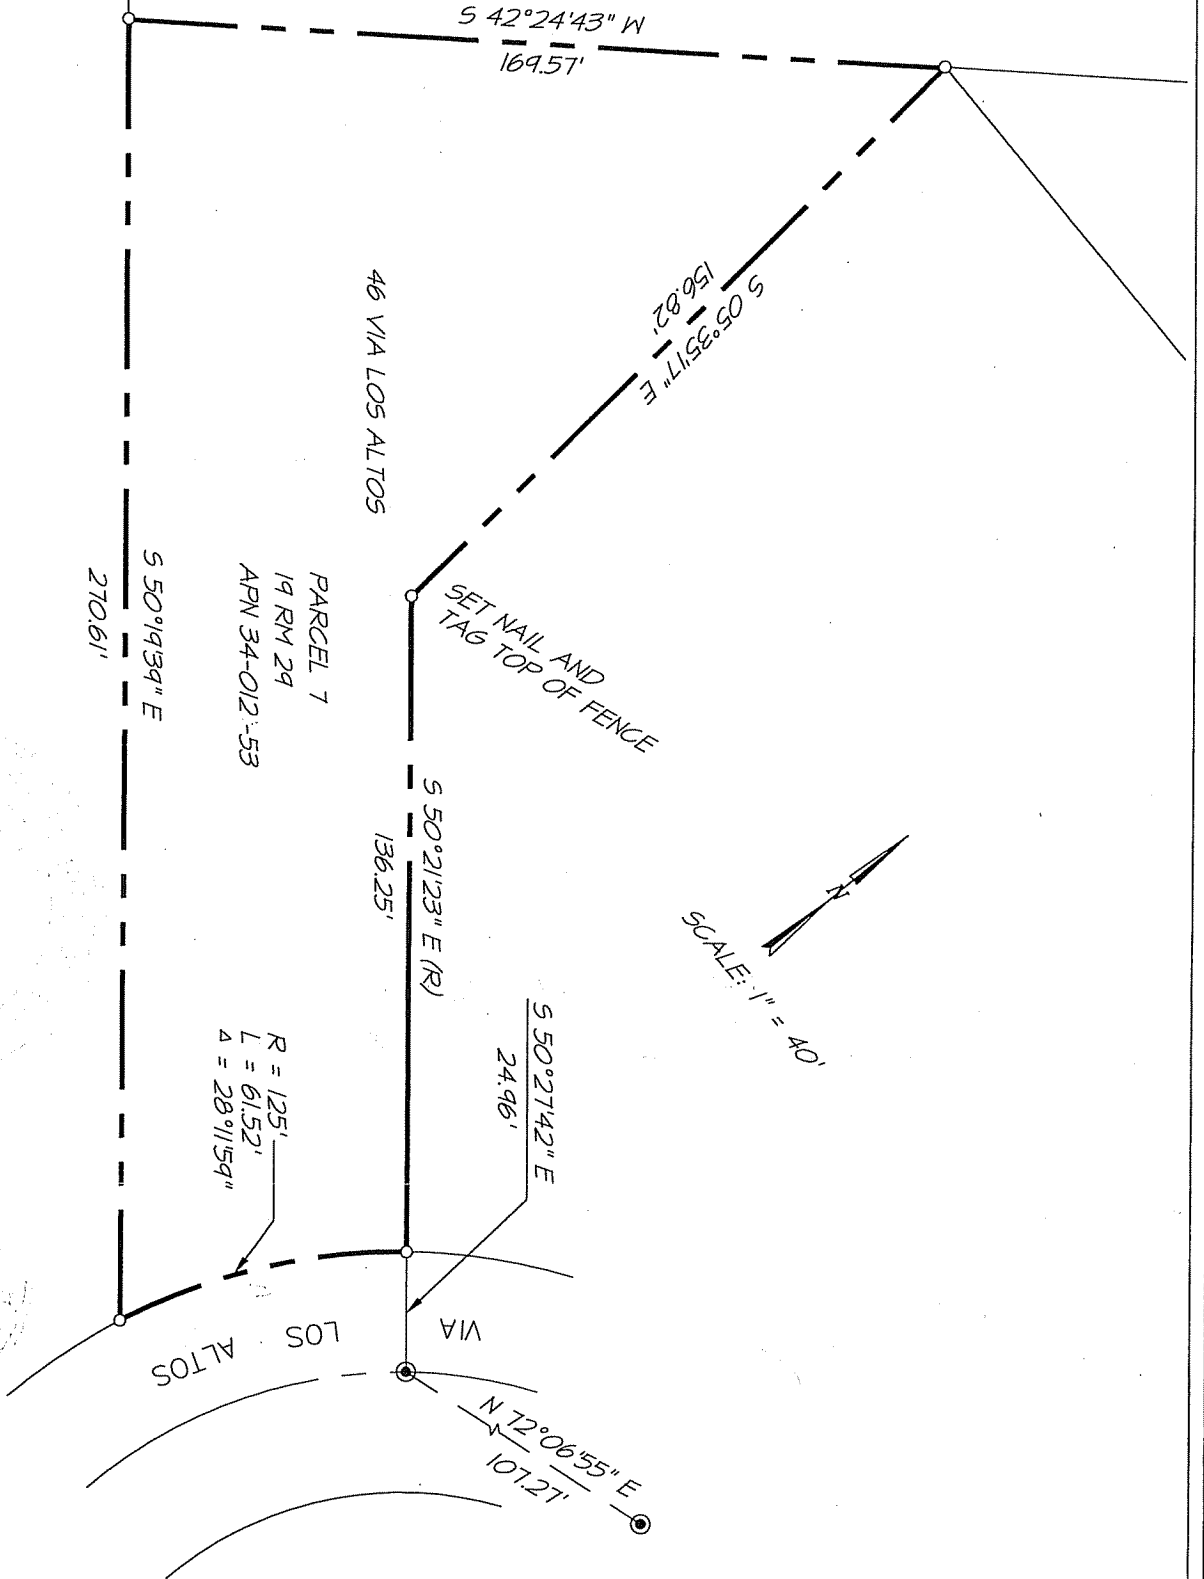 S 42°24'43" W
169.57'
S 05°35'17" E
156.82'
46 VIA LOS ALTOS
SET NAIL AND
TAG TOP OF FENCE
PARCEL 7
19 RM 29
APN 34-012-53
S 50°19'39" E
270.61'
S 50°21'23" E (R)
136.25'
N
SCALE: 1" = 40'
S 50°27'42" E
24.96'
R = 125'
L = 61.52'
Δ = 28°11'59"
VIA LOS ALTOS
N 72°06'55" E
107.27'